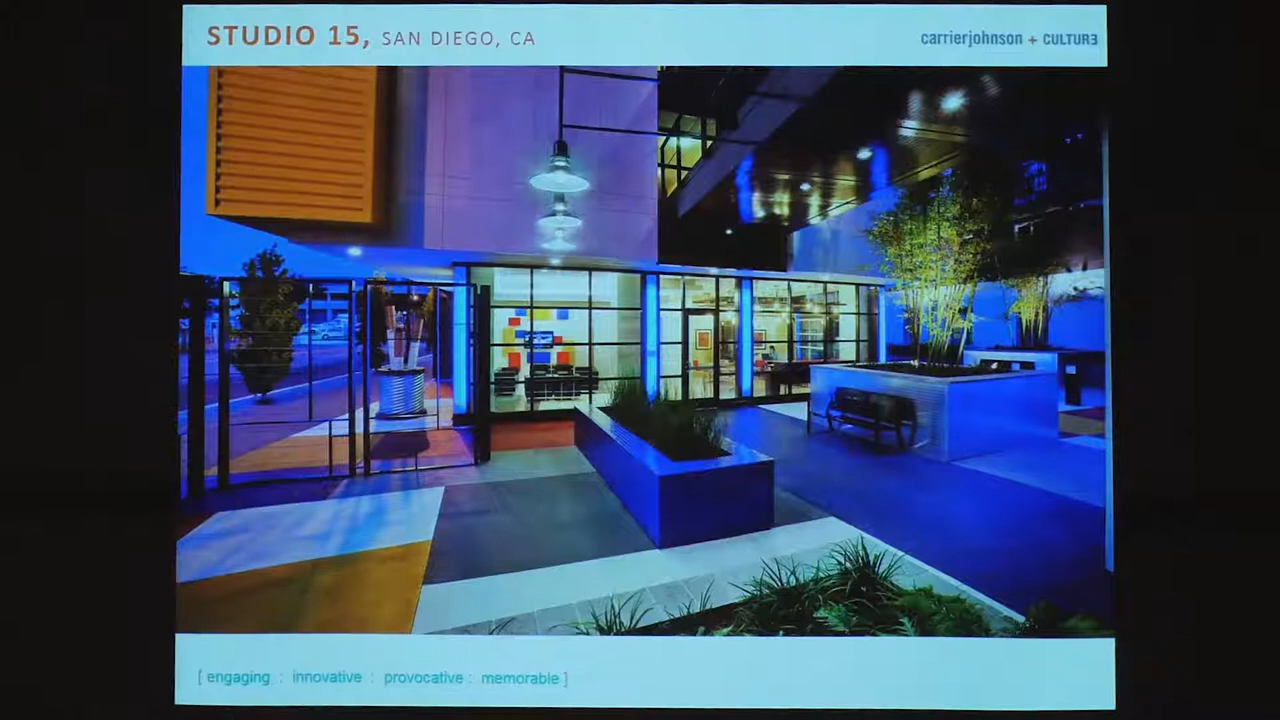 STUDIO 15, SAN DIEGO, CA
carrierjohnson + CULTUR3
[ engaging : innovative : provocative : memorable ]